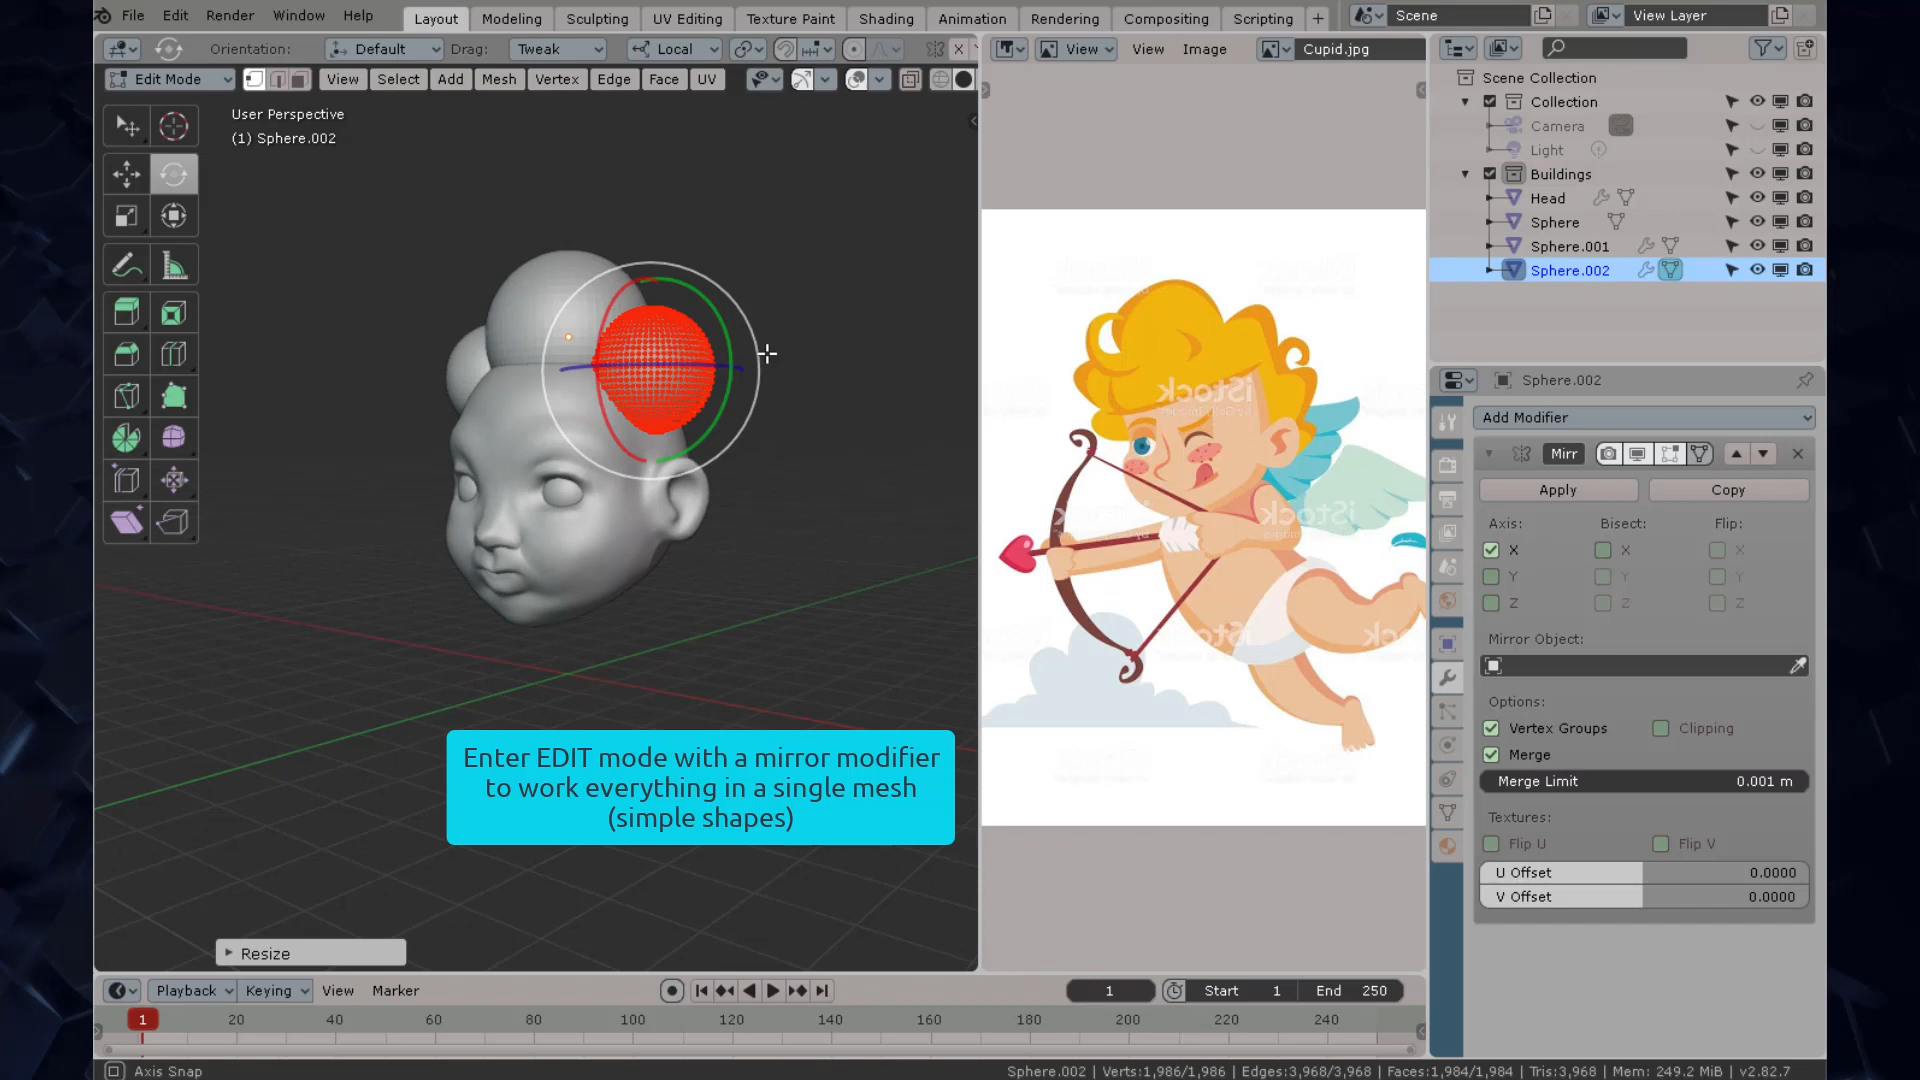 File Edit Render Window Help Layout Modeling Sculpting UV Editing Texture Paint Shading Animation Rendering Compositing Scripting + Scene View Layer
Orientation: Default Drag: Tweak Local View View Image Cupid.jpg
Edit Mode View Select Add Mesh Vertex Edge Face UV
User Perspective
(1) Sphere.002
Scene Collection
Collection
Camera
Light
Buildings
Head
Sphere
Sphere.001
Sphere.002
Sphere.002
Add Modifier
Mirr
Apply Copy
Axis: Bisect: Flip:
X X X
Y Y Y
Z Z Z
Mirror Object:
Options:
Vertex Groups Clipping
Merge
Merge Limit 0.001 m
Textures:
Flip U Flip V
U Offset 0.0000
V Offset 0.0000
iStock
iStock
iStock
Enter EDIT mode with a mirror modifier
to work everything in a single mesh
(simple shapes)
Resize
Playback Keying View Marker 1 Start 1 End 250
1 20 40 60 80 100 120 140 160 180 200 220 240
Axis Snap Sphere.002 | Verts:1,986/1,986 | Edges:3,968/3,968 | Faces:1,984/1,984 | Tris:3,968 | Mem: 249.2 MiB | v2.82.7